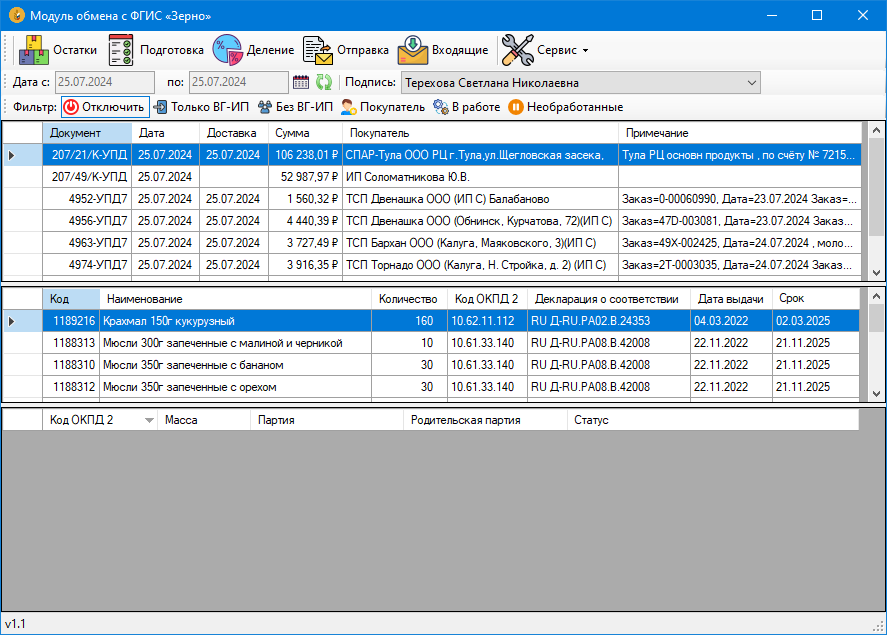 Модуль обмена с ФГИС «Зерно»
Остатки Подготовка Деление Отправка Входящие Сервис
Дата с: 25.07.2024 по: 25.07.2024 Подпись: Терехова Светлана Николаевна
Фильтр: Отключить Только ВГ-ИП Без ВГ-ИП Покупатель В работе Необработанные
Документ Дата Доставка Сумма Покупатель Примечание
207/21/К-УПД 25.07.2024 25.07.2024 106 238,01 ₽ СПАР-Тула ООО РЦ г.Тула,ул.Щегловская засека, Тула РЦ основн продукты , по счёту № 7215...
207/49/К-УПД 25.07.2024 52 987,97 ₽ ИП Соломатникова Ю.В.
4952-УПД7 25.07.2024 25.07.2024 1 560,32 ₽ ТСП Двенашка ООО (ИП С) Балабаново Заказ=0-00060990, Дата=23.07.2024 Заказ=...
4956-УПД7 25.07.2024 25.07.2024 4 440,39 ₽ ТСП Двенашка ООО (Обнинск, Курчатова, 72)(ИП С) Заказ=47D-003081, Дата=23.07.2024 Заказ...
4963-УПД7 25.07.2024 25.07.2024 3 727,49 ₽ ТСП Бархан ООО (Калуга, Маяковского, 3)(ИП С) Заказ=49X-002425, Дата=24.07.2024 , моло...
4974-УПД7 25.07.2024 25.07.2024 3 916,35 ₽ ТСП Торнадо ООО (Калуга, Н. Стройка, д. 2) (ИП С) Заказ=2T-0003035, Дата=24.07.2024 Заказ...
Код Наименование Количество Код ОКПД 2 Декларация о соответствии Дата выдачи Срок
1189216 Крахмал 150г кукурузный 160 10.62.11.112 RU Д-RU.РА02.В.24353 04.03.2022 02.03.2025
1188313 Мюсли 300г запеченные с малиной и черникой 10 10.61.33.140 RU Д-RU.РА08.В.42008 22.11.2022 21.11.2025
1188310 Мюсли 350г запеченные с бананом 30 10.61.33.140 RU Д-RU.РА08.В.42008 22.11.2022 21.11.2025
1188312 Мюсли 350г запеченные с орехом 30 10.61.33.140 RU Д-RU.РА08.В.42008 22.11.2022 21.11.2025
Код ОКПД 2 Масса Партия Родительская партия Статус
v1.1